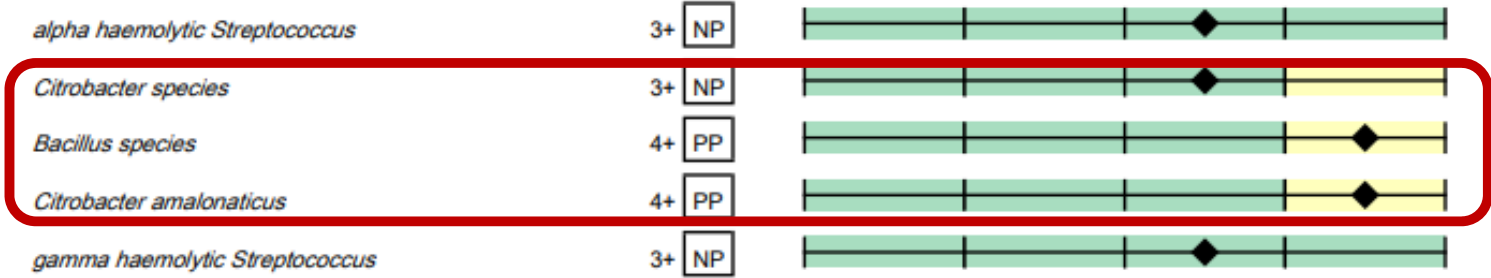 alpha haemolytic Streptococcus 3+ NP
Citrobacter species 3+ NP
Bacillus species 4+ PP
Citrobacter amalonaticus 4+ PP
gamma haemolytic Streptococcus 3+ NP